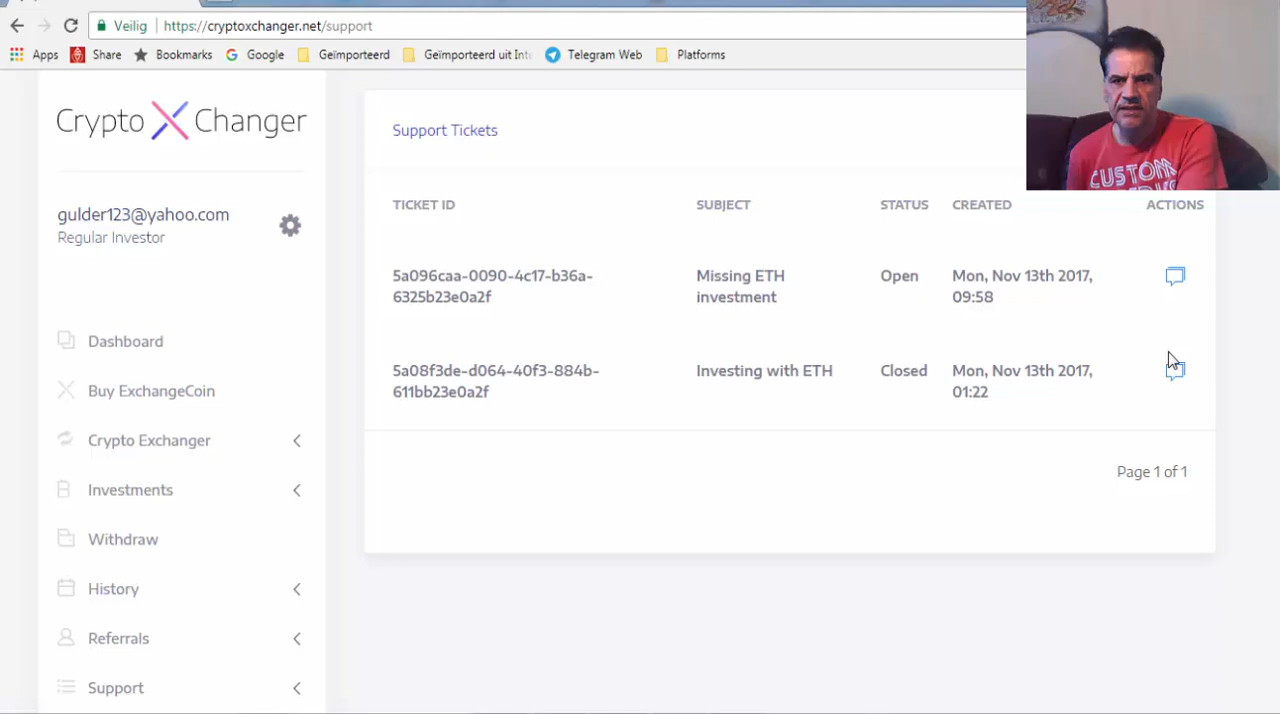 Veilig https://cryptoxchanger.net/support
Apps Share Bookmarks Google Geïmporteerd Geïmporteerd uit Telegram Web Platforms
Crypto X Changer
gulder123@yahoo.com
Regular Investor
Dashboard
Buy ExchangeCoin
Crypto Exchanger
Investments
Withdraw
History
Referrals
Support
Support Tickets
TICKET ID SUBJECT STATUS CREATED ACTIONS
5a096caa-0090-4c17-b36a- Missing ETH Open Mon, Nov 13th 2017,
6325b23e0a2f investment 09:58
5a08f3de-d064-40f3-884b- Investing with ETH Closed Mon, Nov 13th 2017,
611bb23e0a2f 01:22
Page 1 of 1
CUSTOM